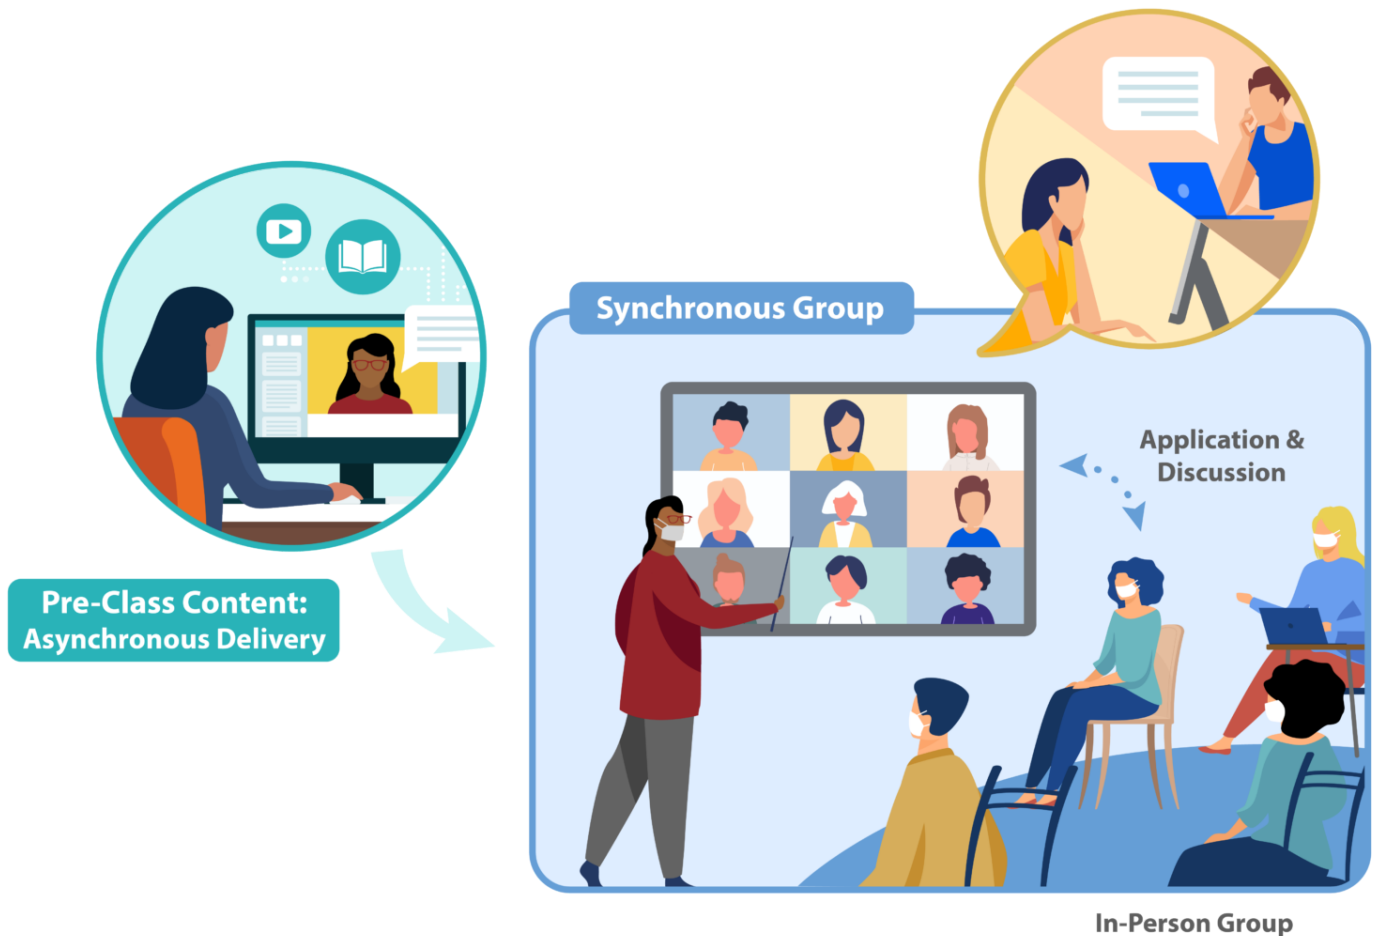 Synchronous Group
Application &
Discussion
Pre-Class Content:
Asynchronous Delivery
In-Person Group